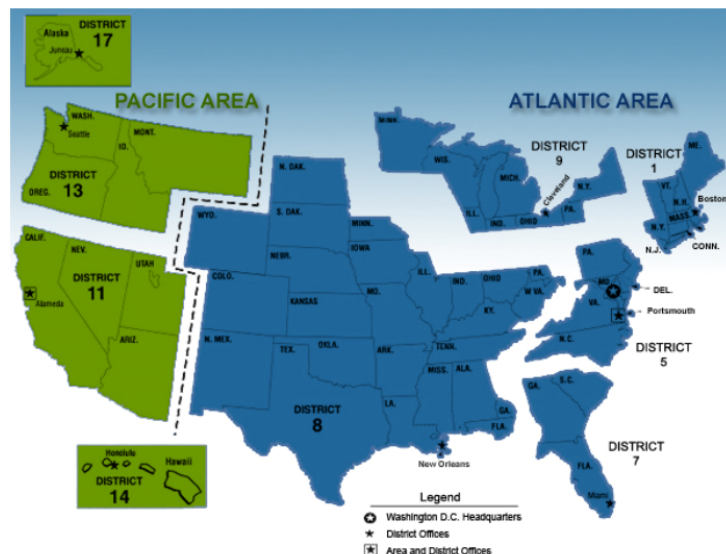 DISTRICT
17
Alaska
Juneau
PACIFIC AREA
ATLANTIC AREA
WASH.
Seattle
MONT.
ID.
DISTRICT
13
OREG.
CALIF.
NEV.
UTAH
DISTRICT
11
Alameda
ARIZ.
Honolulu
Hawaii
DISTRICT
14
N. DAK.
WYO.
S. DAK.
MINN.
NEBR.
IOWA
COLO.
ILL.
IND.
OHIO
PA.
W VA.
KANSAS
MO.
KY.
N. MEX.
TEX.
OKLA.
ARK.
TENN.
MISS.
ALA.
LA.
GA.
FLA.
DISTRICT
8
New Orleans
MINN.
WIS.
MICH.
DISTRICT
9
Cleveland
N.Y.
ILL.
IND.
OHIO
PA.
DISTRICT
1
ME.
VT.
N.H.
Boston
MASS.
N.Y.
CONN.
N.J.
PA.
MD.
DEL.
VA.
Portsmouth
N.C.
DISTRICT
5
GA.
S.C.
DISTRICT
7
FLA.
Miami
Legend
Washington D.C. Headquarters
District Offices
Area and District Offices